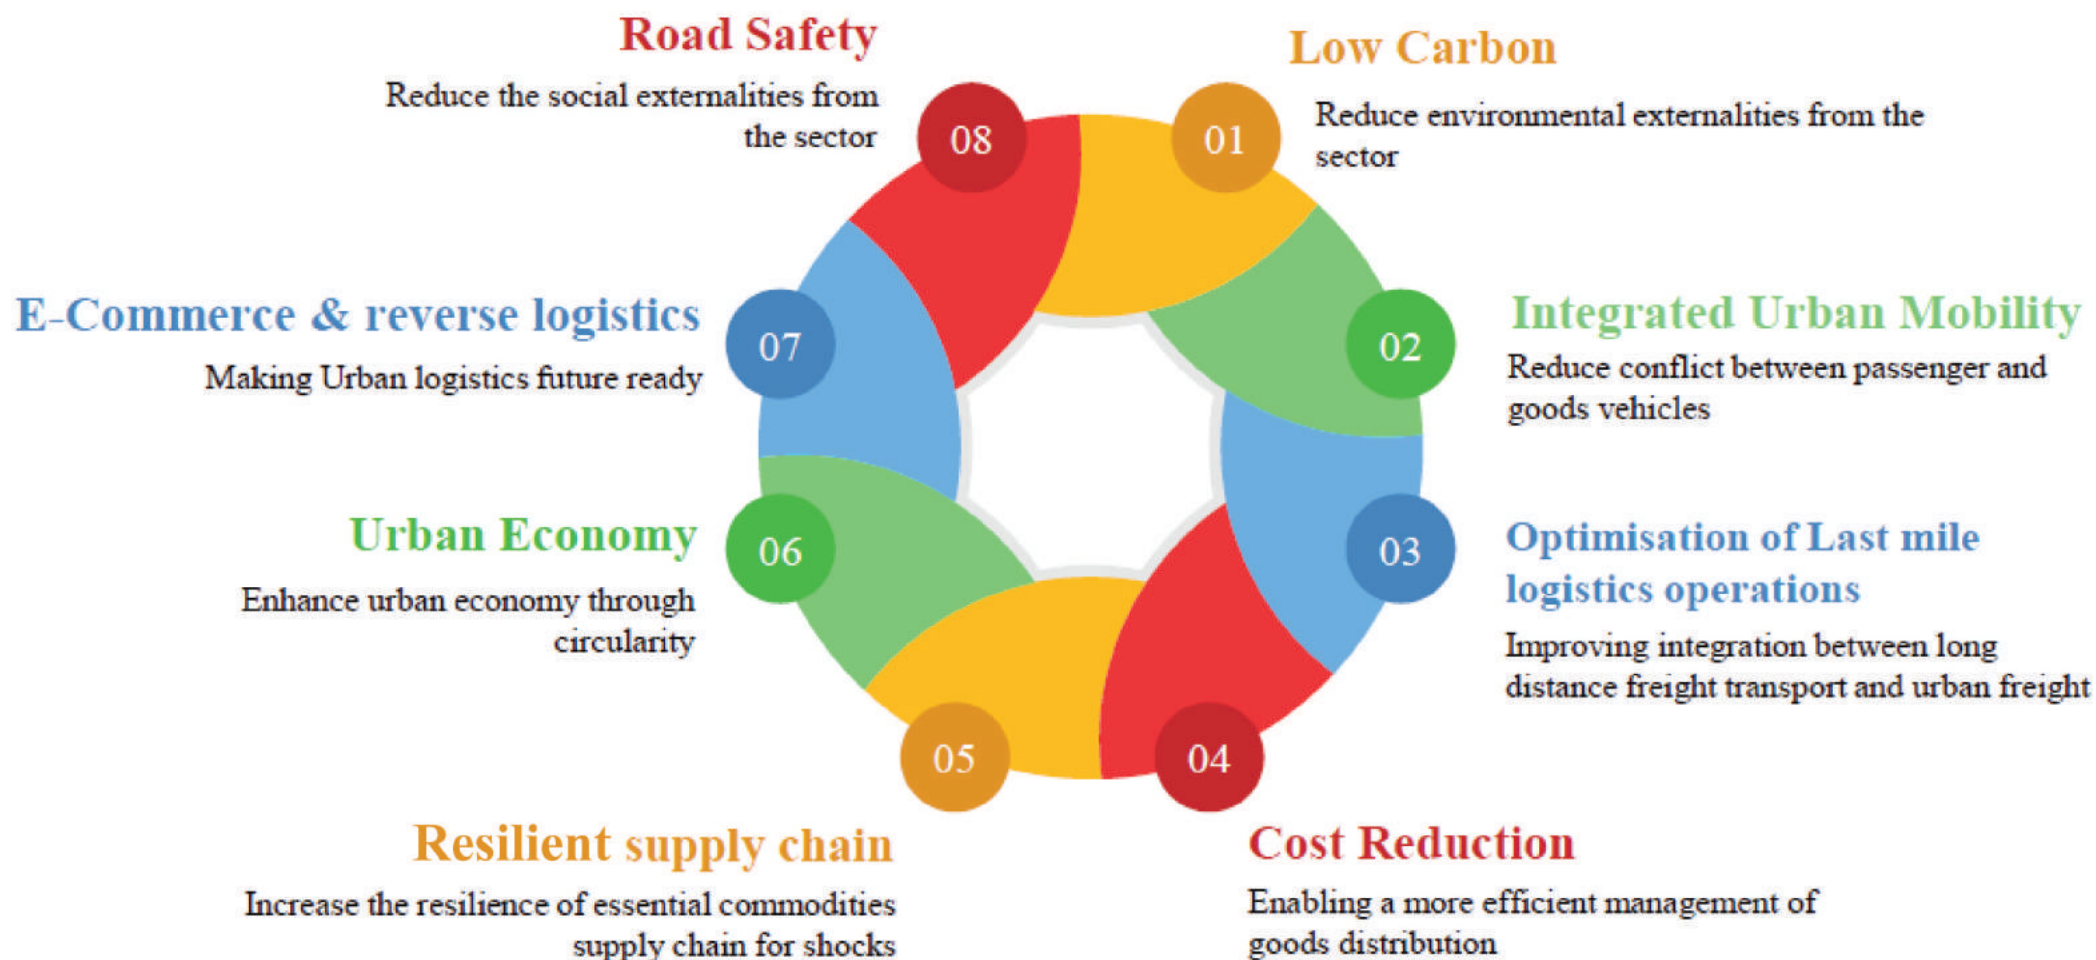 Road Safety
Reduce the social externalities from
the sector
08
Low Carbon
Reduce environmental externalities from the
sector
01
Integrated Urban Mobility
Reduce conflict between passenger and
goods vehicles
02
Optimisation of Last mile
logistics operations
Improving integration between long
distance freight transport and urban freight
03
Cost Reduction
Enabling a more efficient management of
goods distribution
04
Resilient supply chain
Increase the resilience of essential commodities
supply chain for shocks
05
Urban Economy
Enhance urban economy through
circularity
06
E-Commerce & reverse logistics
Making Urban logistics future ready
07